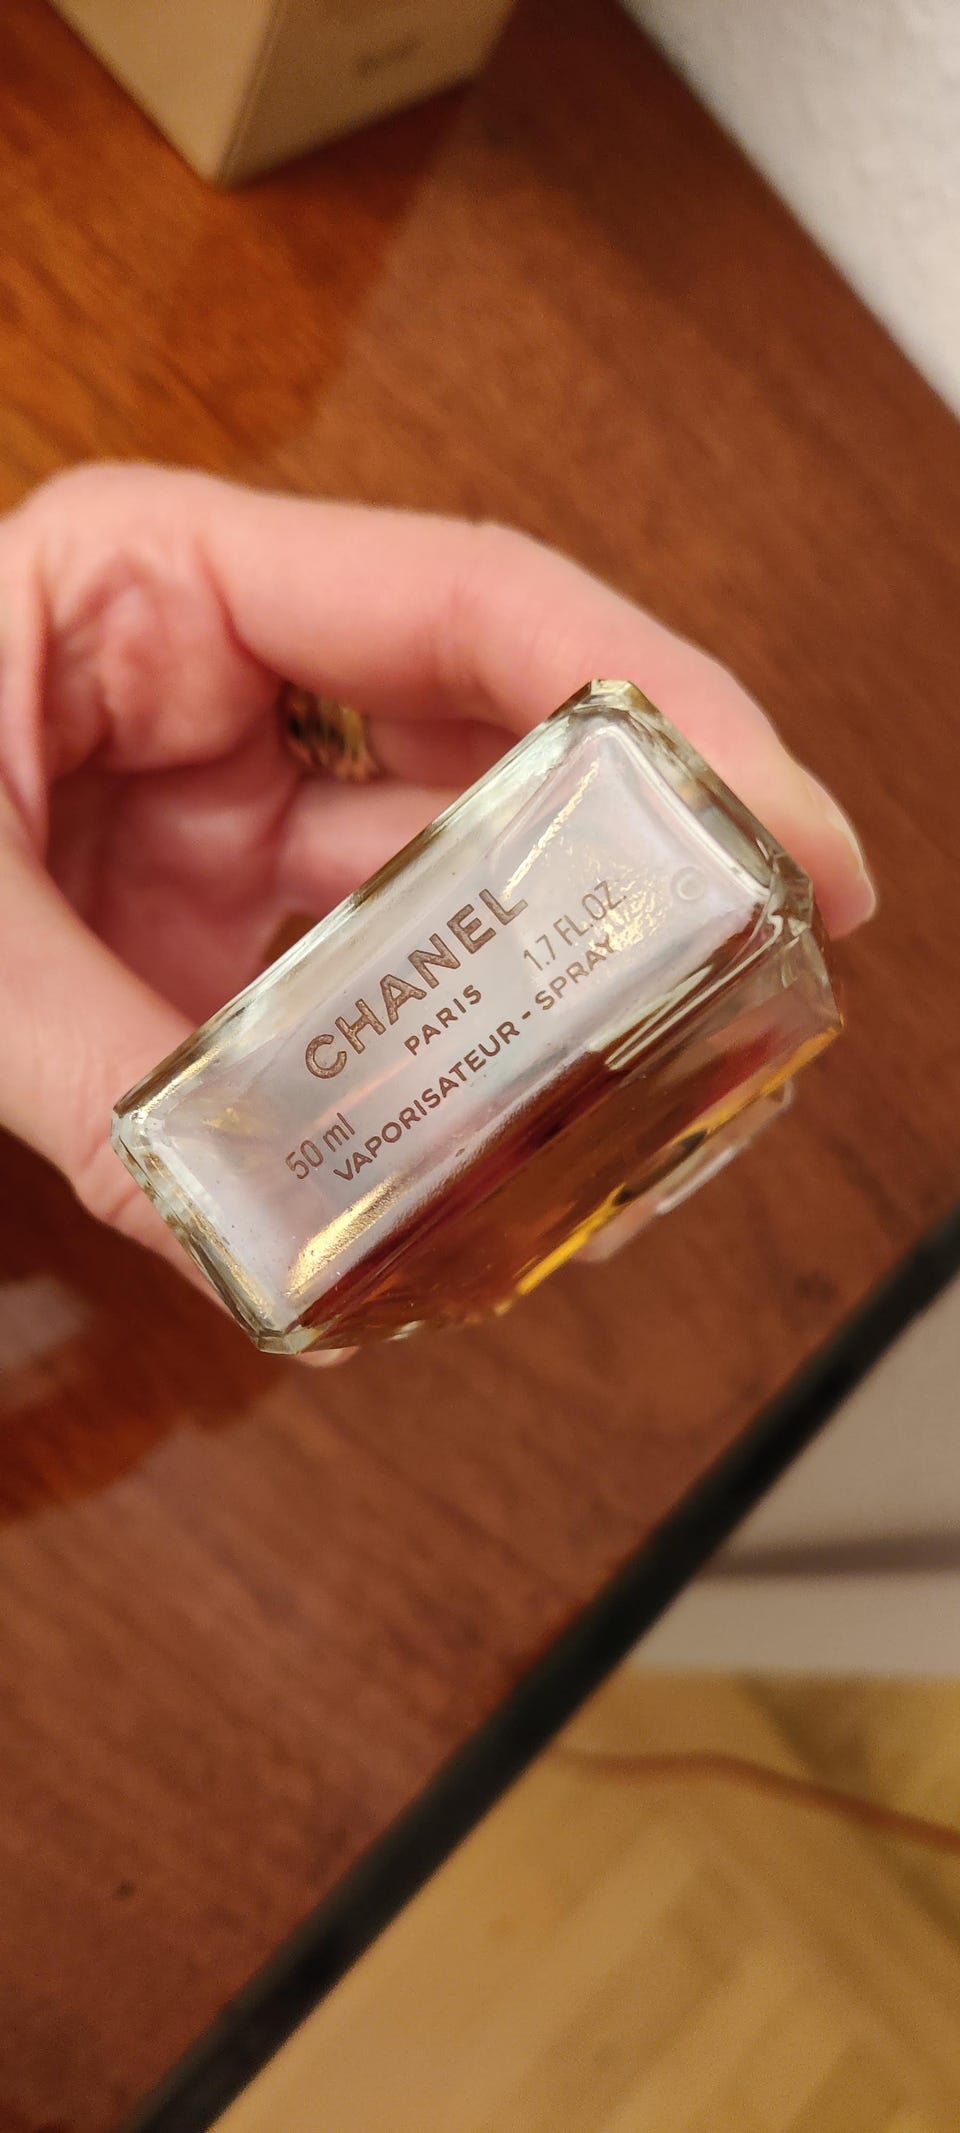 CHANEL
PARIS
50 ml 1.7 FL.OZ.
VAPORISATEUR - SPRAY